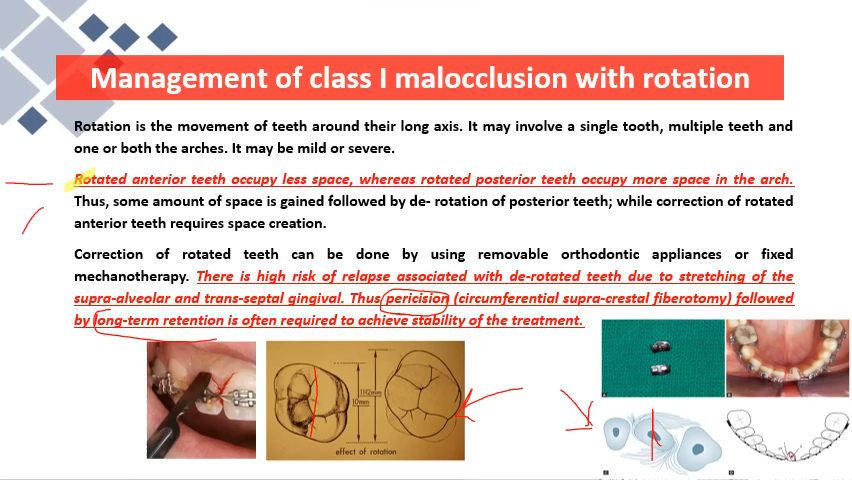 Management of class I malocclusion with rotation
Rotation is the movement of teeth around their long axis. It may involve a single tooth, multiple teeth and
one or both the arches. It may be mild or severe.
Rotated anterior teeth occupy less space, whereas rotated posterior teeth occupy more space in the arch.
Thus, some amount of space is gained followed by de- rotation of posterior teeth; while correction of rotated
anterior teeth requires space creation.
Correction of rotated teeth can be done by using removable orthodontic appliances or fixed
mechanotherapy. There is high risk of relapse associated with de-rotated teeth due to stretching of the
supra-alveolar and trans-septal gingival. Thus pericision (circumferential supra-crestal fiberotomy) followed
by long-term retention is often required to achieve stability of the treatment.
10mm
effect of rotation